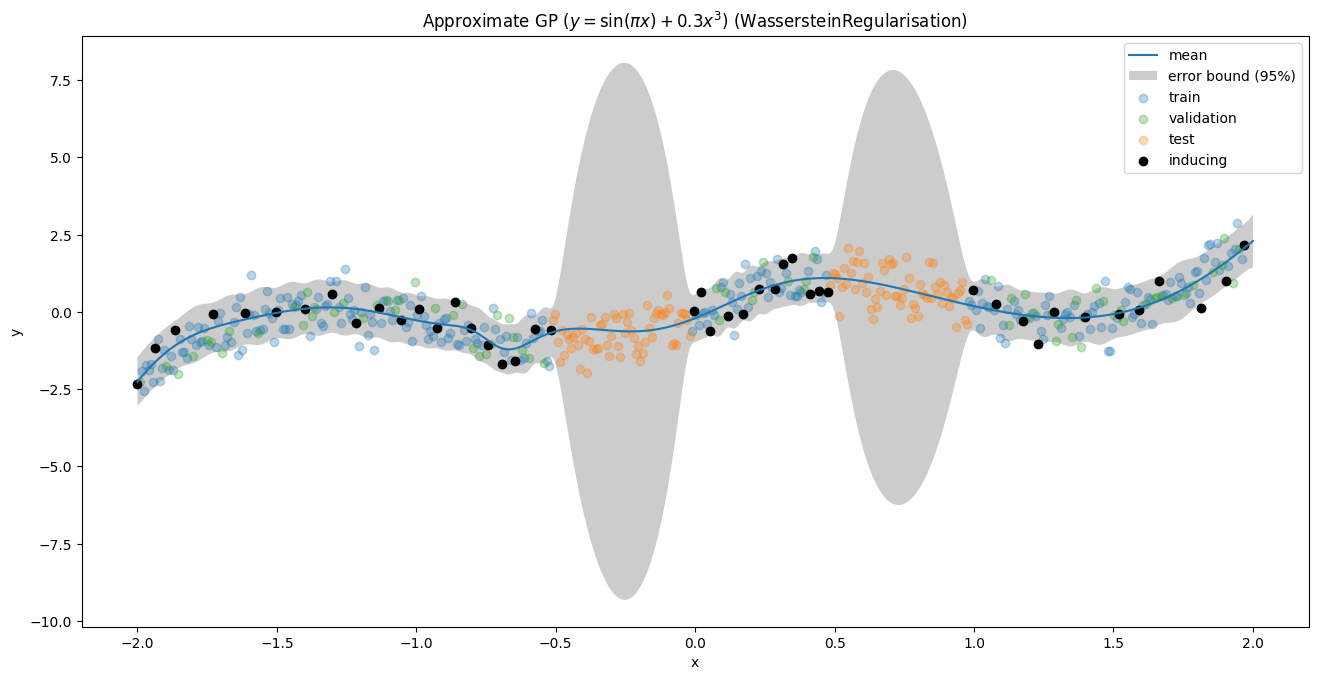 Approximate GP (y = sin(πx) + 0.3x³) (WassersteinRegularisation)
mean
error bound (95%)
train
validation
test
inducing
7.5
5.0
2.5
0.0
−2.5
−5.0
−7.5
−10.0
y
−2.0 −1.5 −1.0 −0.5 0.0 0.5 1.0 1.5 2.0
x